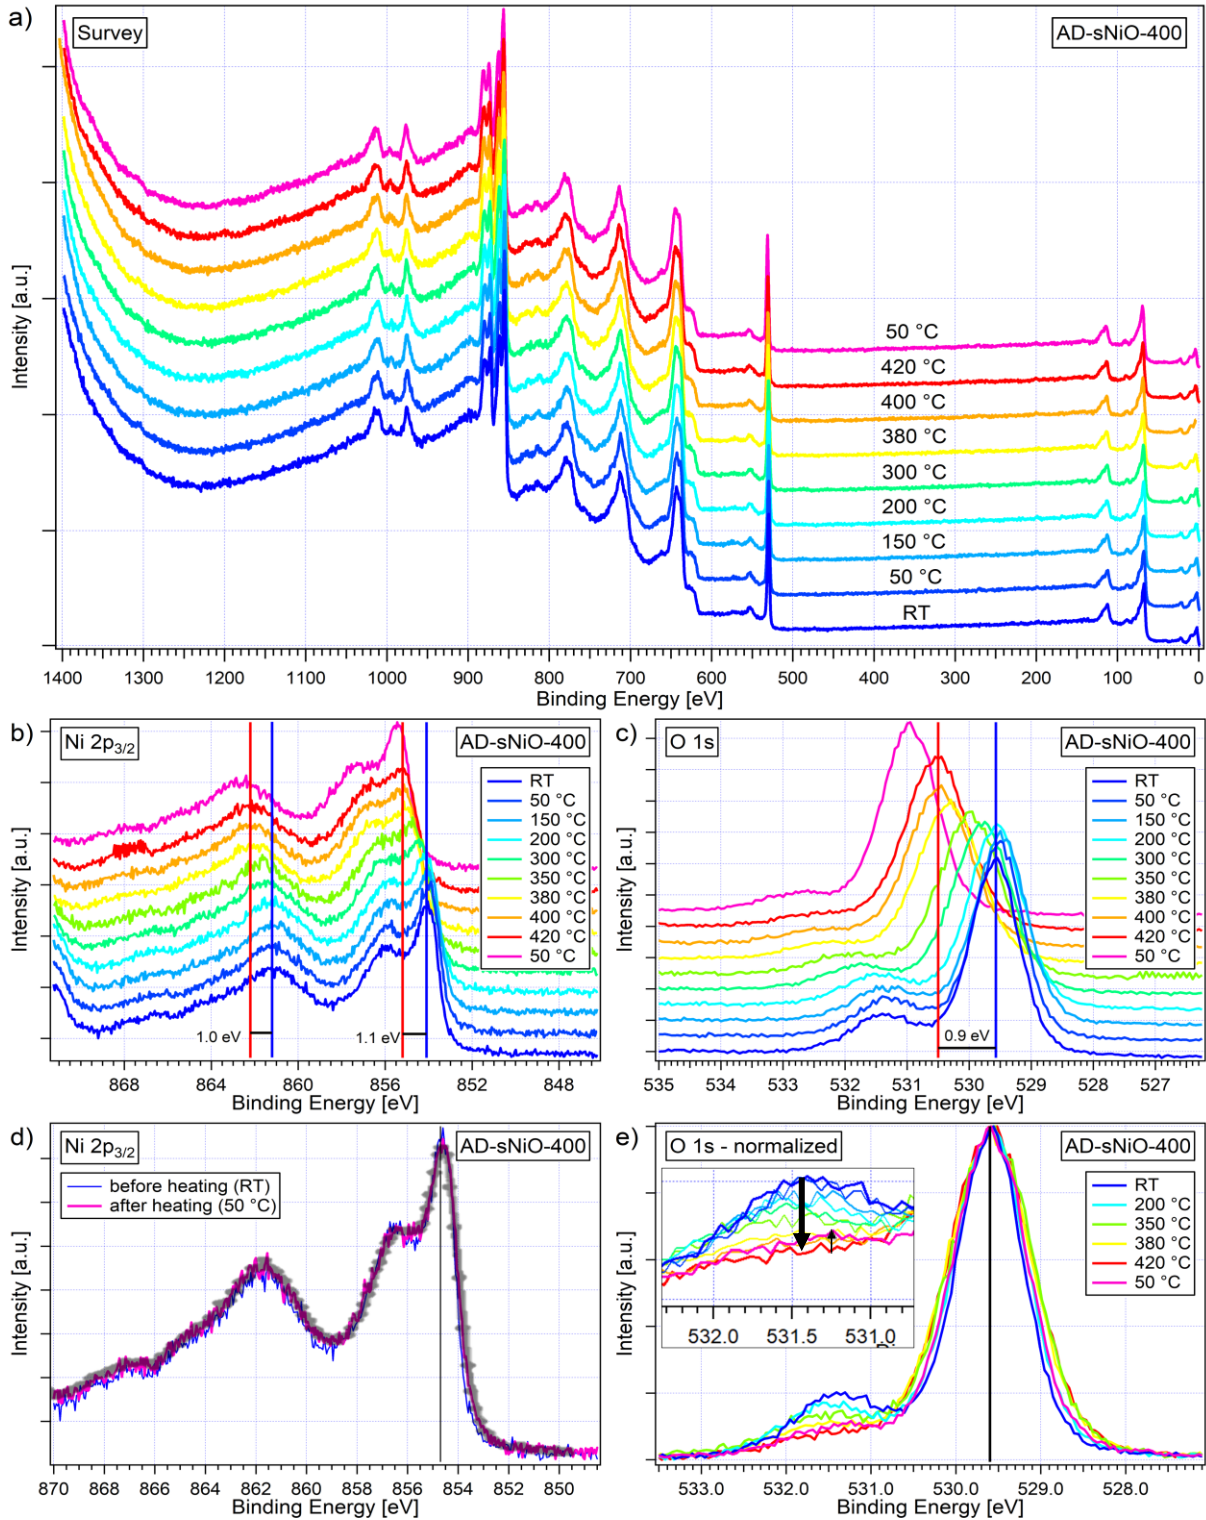 a)
Survey
AD-sNiO-400
Intensity [a.u.]
50 °C
420 °C
400 °C
380 °C
300 °C
200 °C
150 °C
50 °C
RT
1400 1300 1200 1100 1000 900 800 700 600 500 400 300 200 100 0
Binding Energy [eV]
b)
Ni 2p3/2
AD-sNiO-400
RT
50 °C
150 °C
200 °C
300 °C
350 °C
380 °C
400 °C
420 °C
50 °C
1.0 eV
1.1 eV
Intensity [a.u.]
868 864 860 856 852 848
Binding Energy [eV]
c)
O 1s
AD-sNiO-400
RT
50 °C
150 °C
200 °C
300 °C
350 °C
380 °C
400 °C
420 °C
50 °C
0.9 eV
Intensity [a.u.]
535 534 533 532 531 530 529 528 527
Binding Energy [eV]
d)
Ni 2p3/2
AD-sNiO-400
before heating (RT)
after heating (50 °C)
Intensity [a.u.]
870 868 866 864 862 860 858 856 854 852 850
Binding Energy [eV]
e)
O 1s - normalized
AD-sNiO-400
RT
200 °C
350 °C
380 °C
420 °C
50 °C
532.0 531.5 531.0
Intensity [a.u.]
533.0 532.0 531.0 530.0 529.0 528.0
Binding Energy [eV]